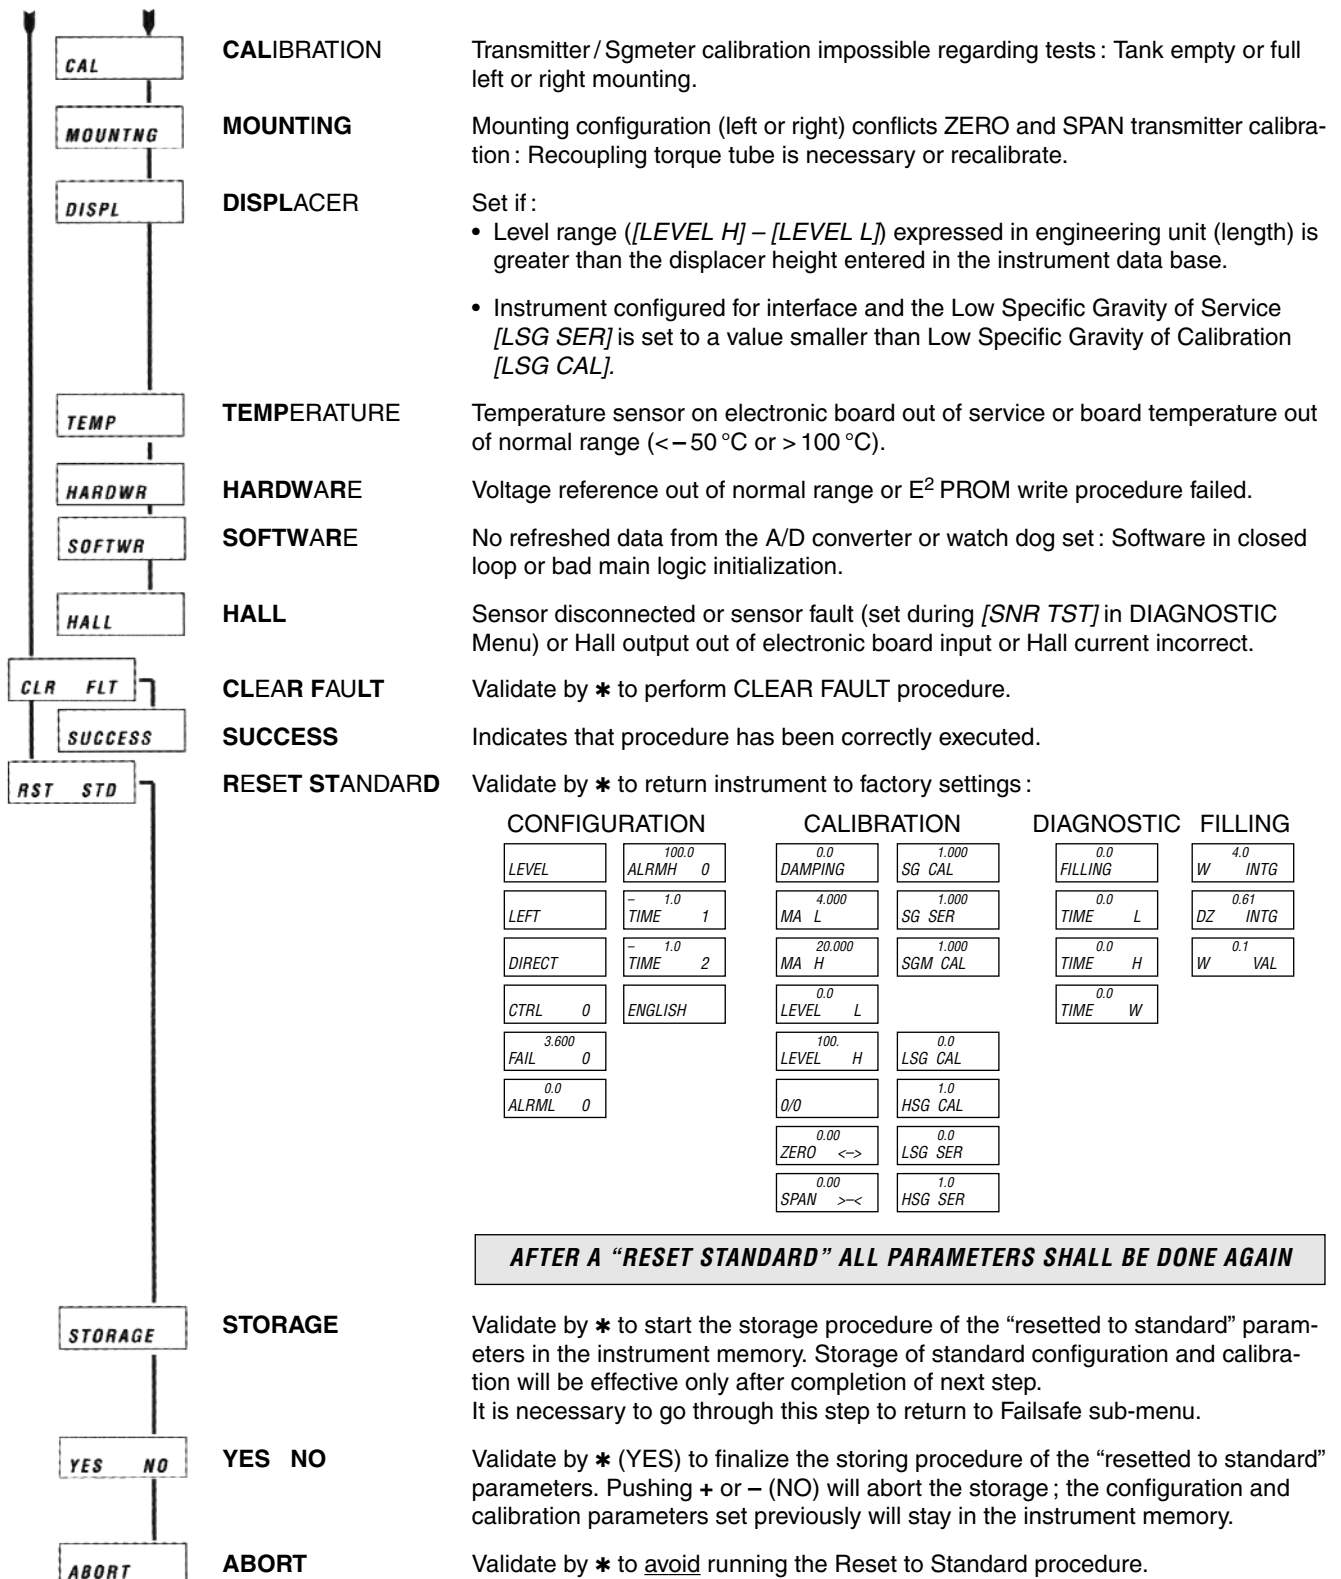 CAL
CALIBRATION
Transmitter / Sgmeter calibration impossible regarding tests : Tank empty or full
left or right mounting.
MOUNTNG
MOUNTING
Mounting configuration (left or right) conflicts ZERO and SPAN transmitter calibra-
tion : Recoupling torque tube is necessary or recalibrate.
DISPL
DISPLACER
Set if :
• Level range ([LEVEL H] – [LEVEL L]) expressed in engineering unit (length) is
greater than the displacer height entered in the instrument data base.
• Instrument configured for interface and the Low Specific Gravity of Service
[LSG SER] is set to a value smaller than Low Specific Gravity of Calibration
[LSG CAL].
TEMP
TEMPERATURE
Temperature sensor on electronic board out of service or board temperature out
of normal range (< – 50 °C or > 100 °C).
HARDWR
HARDWARE
Voltage reference out of normal range or E2 PROM write procedure failed.
SOFTWR
SOFTWARE
No refreshed data from the A/D converter or watch dog set : Software in closed
loop or bad main logic initialization.
HALL
HALL
Sensor disconnected or sensor fault (set during [SNR TST] in DIAGNOSTIC
Menu) or Hall output out of electronic board input or Hall current incorrect.
CLR FLT
CLEAR FAULT
Validate by ✱ to perform CLEAR FAULT procedure.
SUCCESS
SUCCESS
Indicates that procedure has been correctly executed.
RST STD
RESET STANDARD
Validate by ✱ to return instrument to factory settings :
CONFIGURATION CALIBRATION DIAGNOSTIC FILLING
100.0 0.0 1.000 0.0 4.0
LEVEL ALRMH 0 DAMPING SG CAL FILLING W INTG
– 1.0 4.000 1.000 0.0 0.61
LEFT TIME 1 MA L SG SER TIME L DZ INTG
– 1.0 20.000 1.000 0.0 0.1
DIRECT TIME 2 MA H SGM CAL TIME H W VAL
0.0 0.0
CTRL 0 ENGLISH LEVEL L TIME W
3.600 100. 0.0
FAIL 0 LEVEL H LSG CAL
0.0 1.0
ALRML 0 0/0 HSG CAL
0.00 0.0
ZERO <–> LSG SER
0.00 1.0
SPAN >–< HSG SER
AFTER A “RESET STANDARD” ALL PARAMETERS SHALL BE DONE AGAIN
STORAGE
STORAGE
Validate by ✱ to start the storage procedure of the “resetted to standard” param-
eters in the instrument memory. Storage of standard configuration and calibra-
tion will be effective only after completion of next step.
It is necessary to go through this step to return to Failsafe sub-menu.
YES NO
YES NO
Validate by ✱ (YES) to finalize the storing procedure of the “resetted to standard”
parameters. Pushing + or – (NO) will abort the storage ; the configuration and
calibration parameters set previously will stay in the instrument memory.
ABORT
ABORT
Validate by ✱ to avoid running the Reset to Standard procedure.